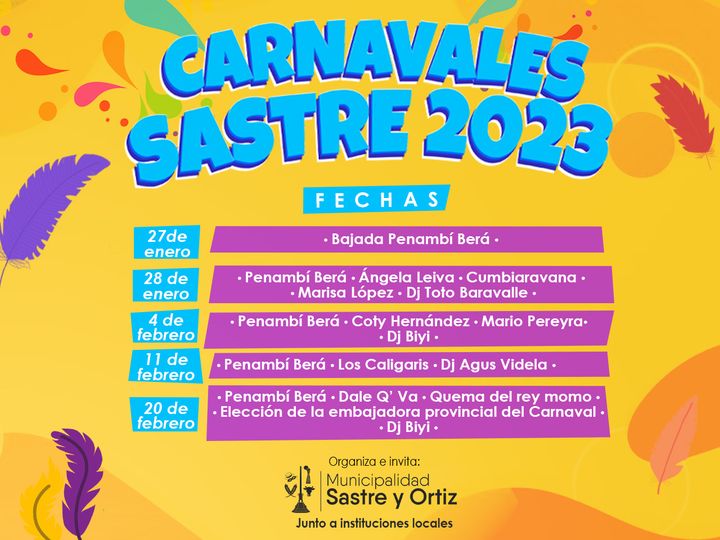 CARNAVALES
SASTRE 2023
FECHAS
27de
enero
• Bajada Penambí Berá •
28 de
enero
• Penambí Berá • Ángela Leiva • Cumbiaravana •
• Marisa López • Dj Toto Baravalle •
4 de
febrero
• Penambí Berá • Coty Hernández • Mario Pereyra•
• Dj Biyi •
11 de
febrero
• Penambí Berá • Los Caligaris • Dj Agus Videla •
20 de
febrero
• Penambí Berá • Dale Q' Va • Quema del rey momo •
• Elección de la embajadora provincial del Carnaval •
• Dj Biyi •
Organiza e invita:
Municipalidad
Sastre y Ortiz
Junto a instituciones locales